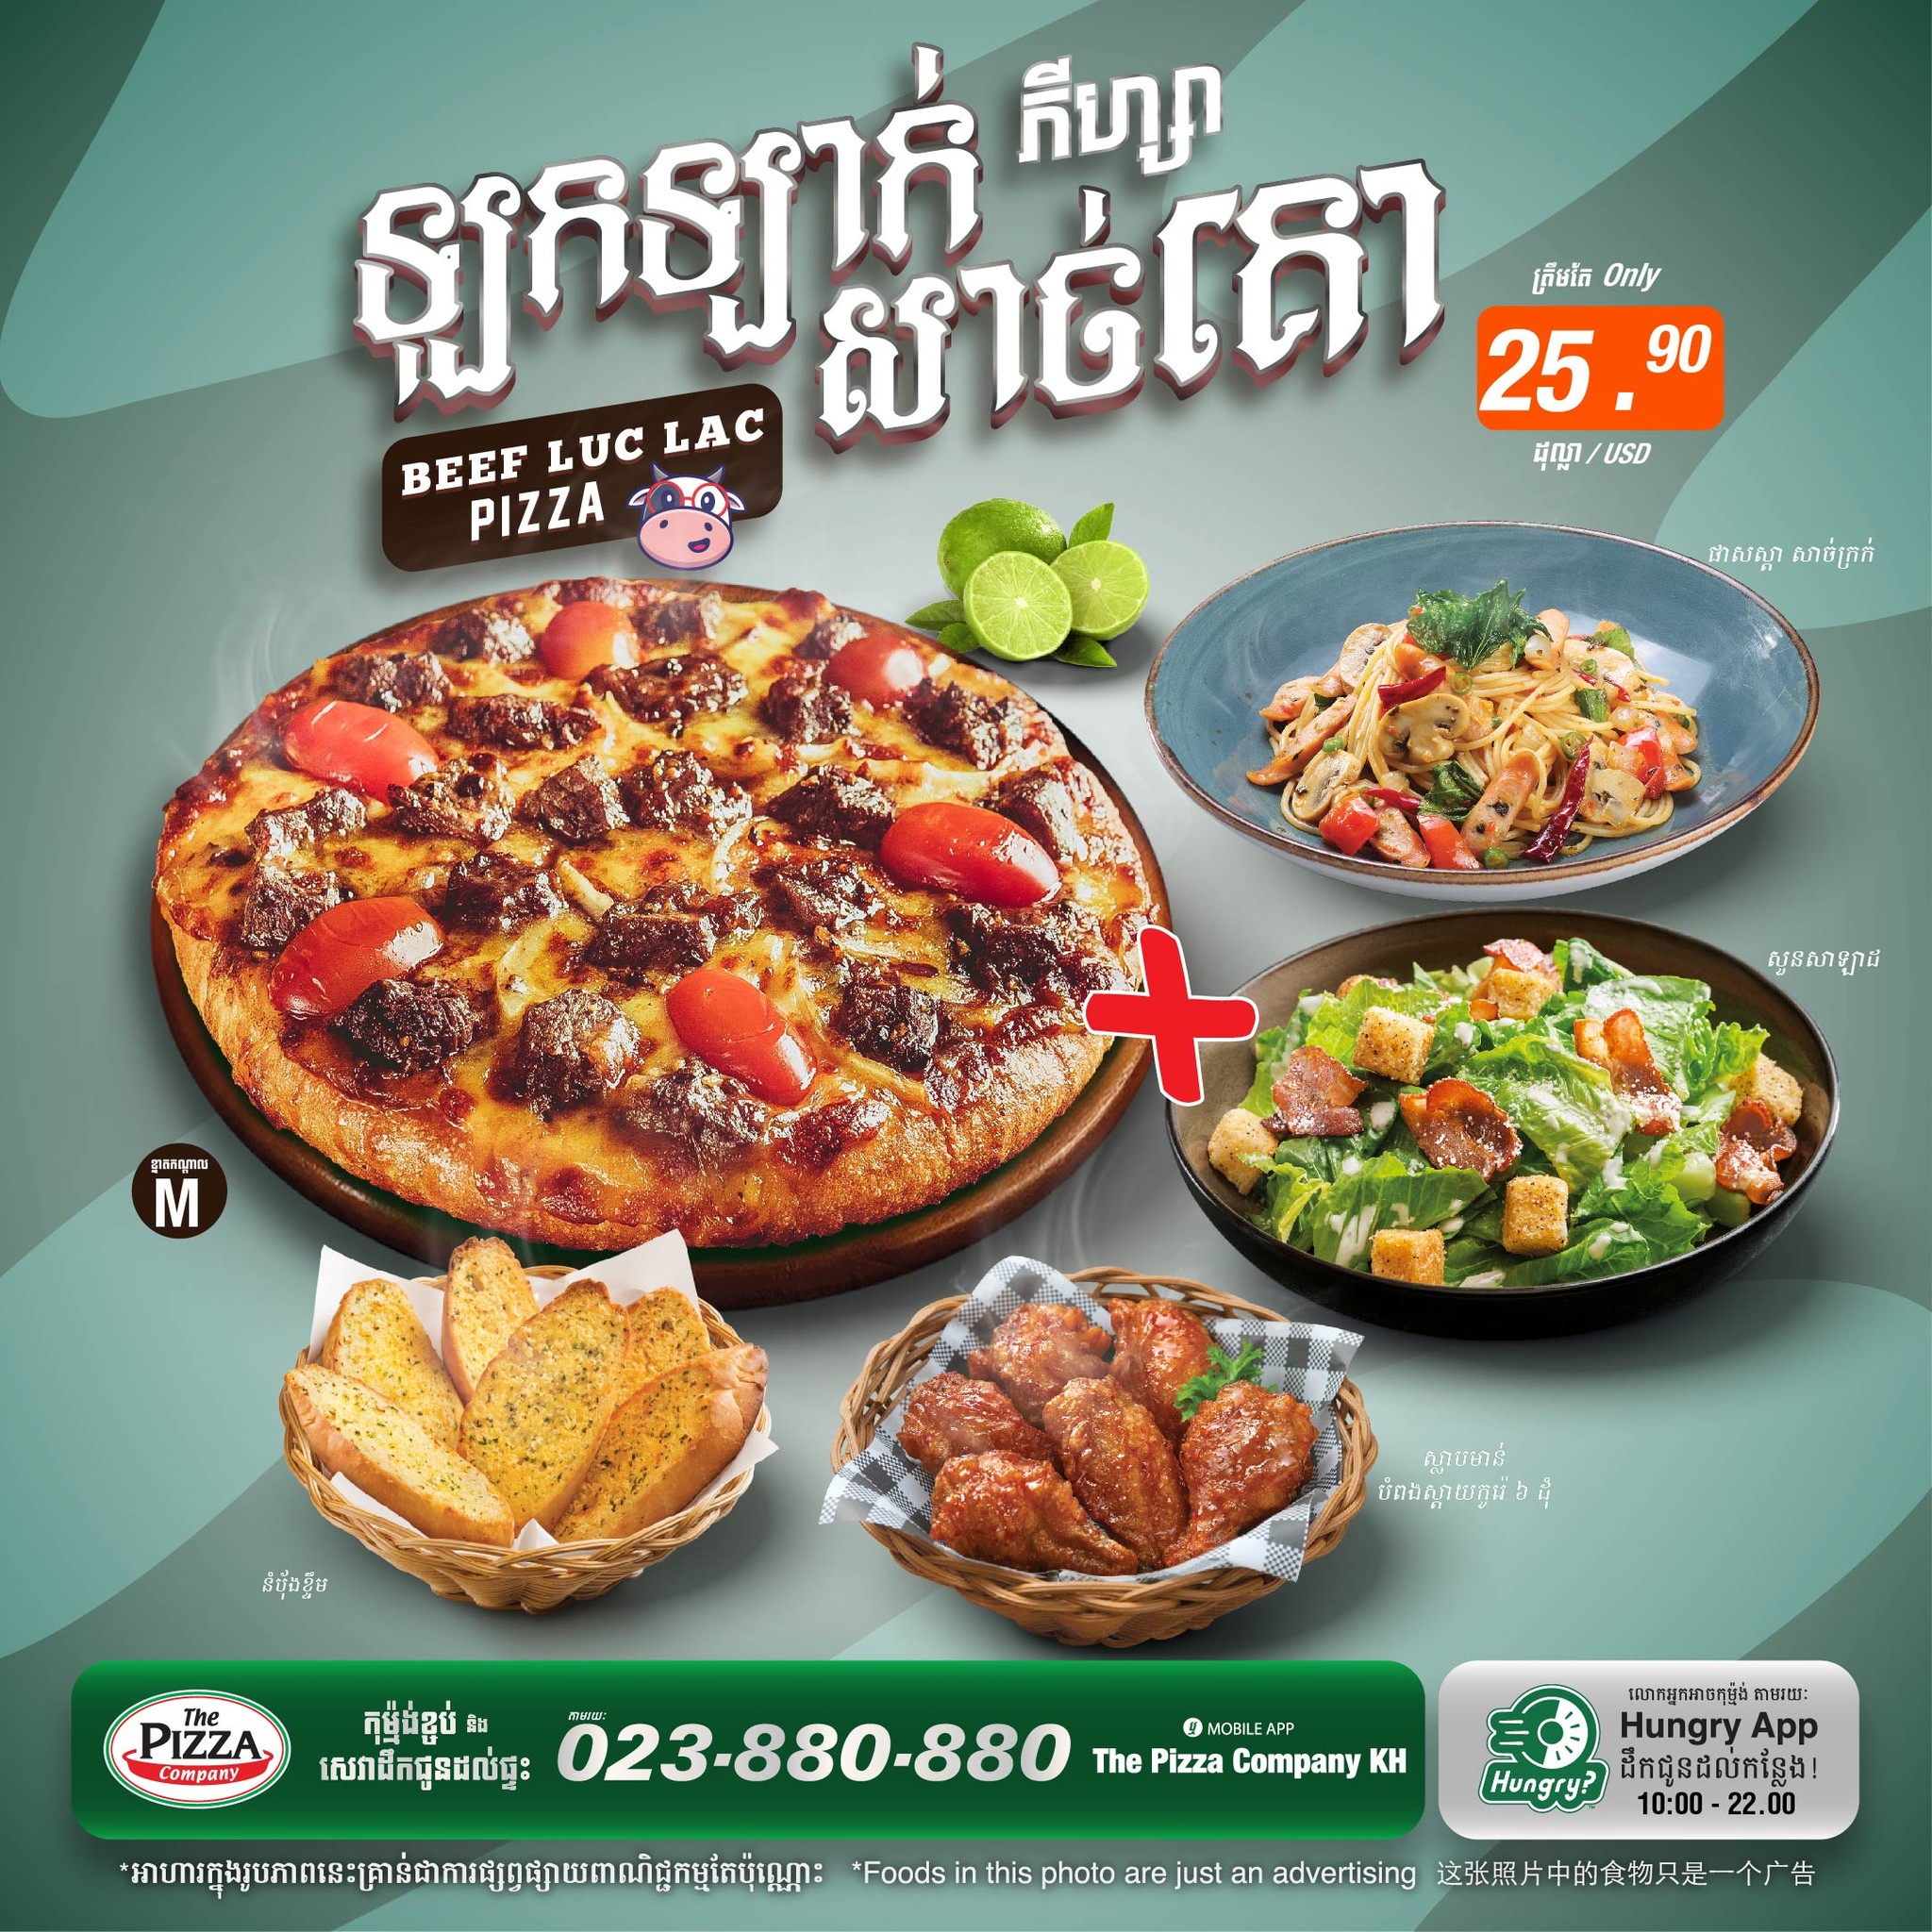 ភីហ្សា
ឡុកឡាក់
សាច់គោ
BEEF LUC LAC
PIZZA
ត្រឹមតែ Only
25.90
ដុល្លា / USD
ផាសស្តា សាច់ក្រក់
សួនសាឡាដ
ខ្នាតកណ្តាល
M
ស្លាបមាន់
បំពងស្តាយកូរ៉េ ៦ ដុំ
នំប៉័ងខ្ទឹម
The
PIZZA
Company
កុម្ម៉ង់ខ្ចប់ និង
សេវាដឹកជូនដល់ផ្ទះ
តាមរយៈ
023-880-880
MOBILE APP
The Pizza Company KH
Hungry?
លោកអ្នកអាចកុម្ម៉ង់ តាមរយៈ
Hungry App
ដឹកជូនដល់កន្លែង!
10:00 - 22.00
*អាហារក្នុងរូបភាពនេះគ្រាន់ជាការផ្សព្វផ្សាយពាណិជ្ជកម្មតែប៉ុណ្ណោះ *Foods in this photo are just an advertising 这张照片中的食物只是一个广告